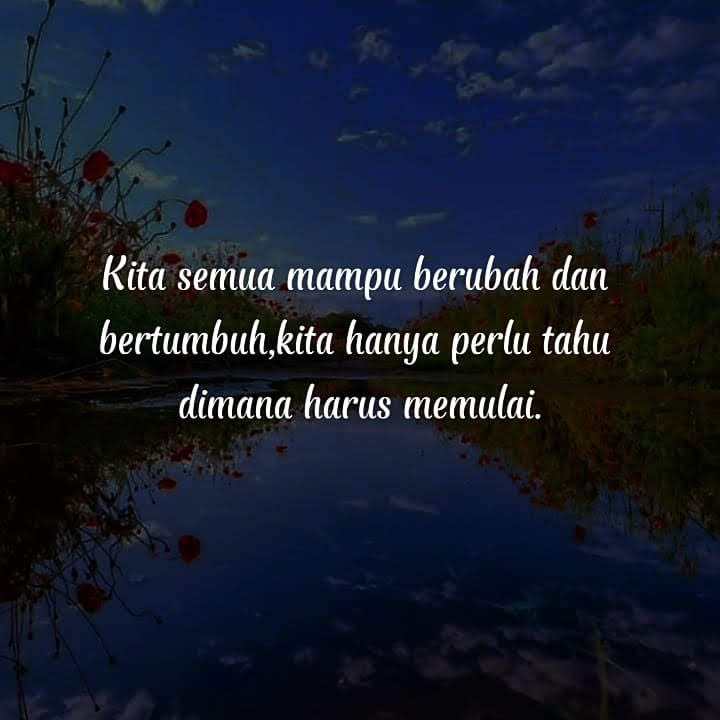 Kita semua mampu berubah dan
bertumbuh,kita hanya perlu tahu
dimana harus memulai.